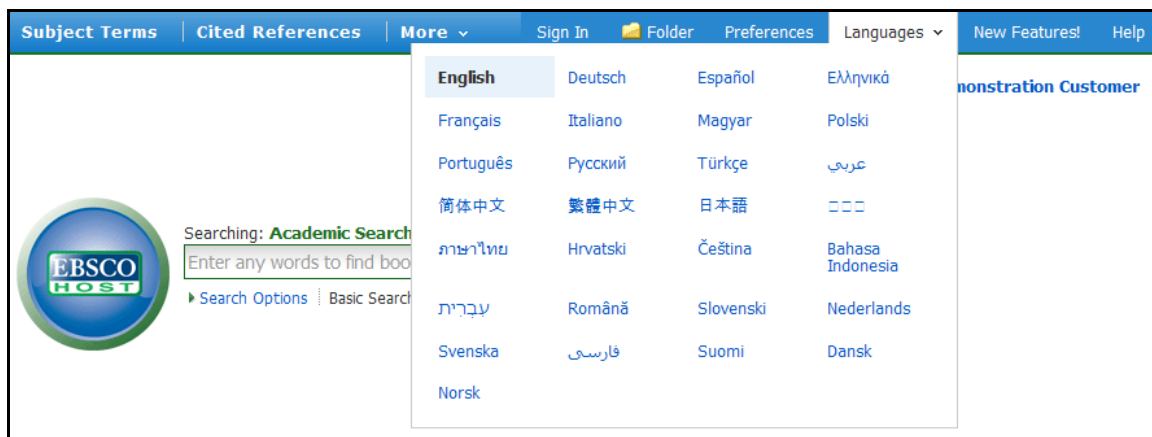 Subject Terms Cited References More Sign In Folder Preferences Languages New Features! Help
English Deutsch Español Ελληνικά
monstration Customer
Français Italiano Magyar Polski
Português Русский Türkçe عربي
简体中文 繁體中文 日本語 □□□
Searching: Academic Search
ภาษาไทย Hrvatski Čeština Bahasa Indonesia
Enter any words to find boo
EBSCO
HOST
Search Options Basic Search
עִבְרִית Română Slovenski Nederlands
Svenska فارسی Suomi Dansk
Norsk